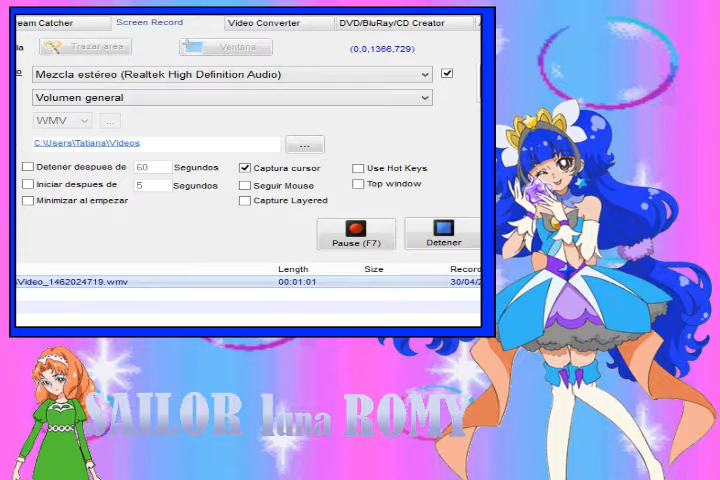 eam Catcher Screen Record Video Converter DVD/BluRay/CD Creator
la Trazar area Ventana (0,0,1366,729)
o Mezcla estéreo (Realtek High Definition Audio)
Volumen general
WMV ...
C:\Users\Tatiana\Videos ...
Detener despues de 60 Segundos Captura cursor Use Hot Keys
Iniciar despues de 5 Segundos Seguir Mouse Top window
Minimizar al empezar Capture Layered
Pause (F7) Detener
Length Size Record
\Video_1462024719.wmv 00:01:01 30/04/2
SAILOR luna ROMY